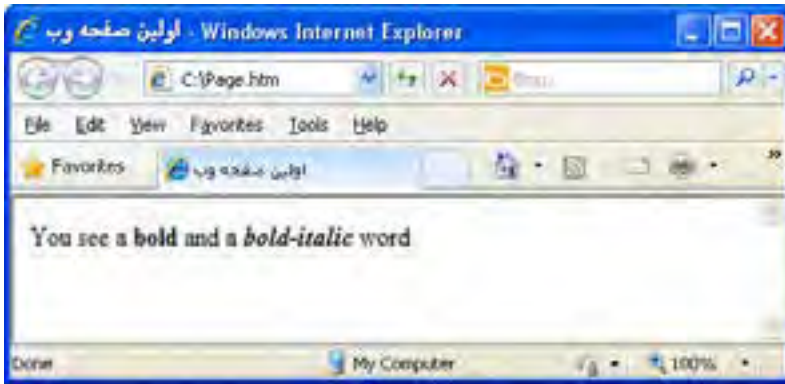 اولین صفحه وب - Windows Internet Explorer
C:\Page.htm
File Edit View Favorites Tools Help
Favorites اولین صفحه وب
You see a bold and a bold-italic word
Done My Computer 100%